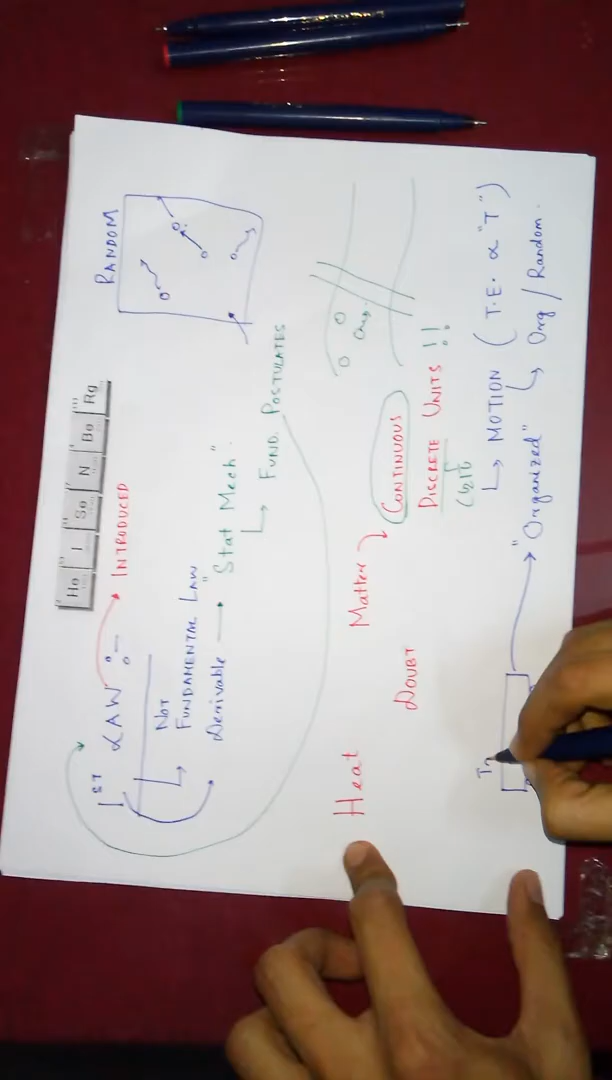 Ho I So N Bo Rg
1ST LAW :-
INTRODUCED
NOT
FUNDAMENTAL LAW
Derivable → "Stat Mech".
↳ FUND. POSTULATES
RANDOM
Heat Matter
CONTINUOUS
DISCRETE UNITS !!
DOUBT
↳ MOTION ( T.E. α "T" )
"Organized" ↳ Org / Random.